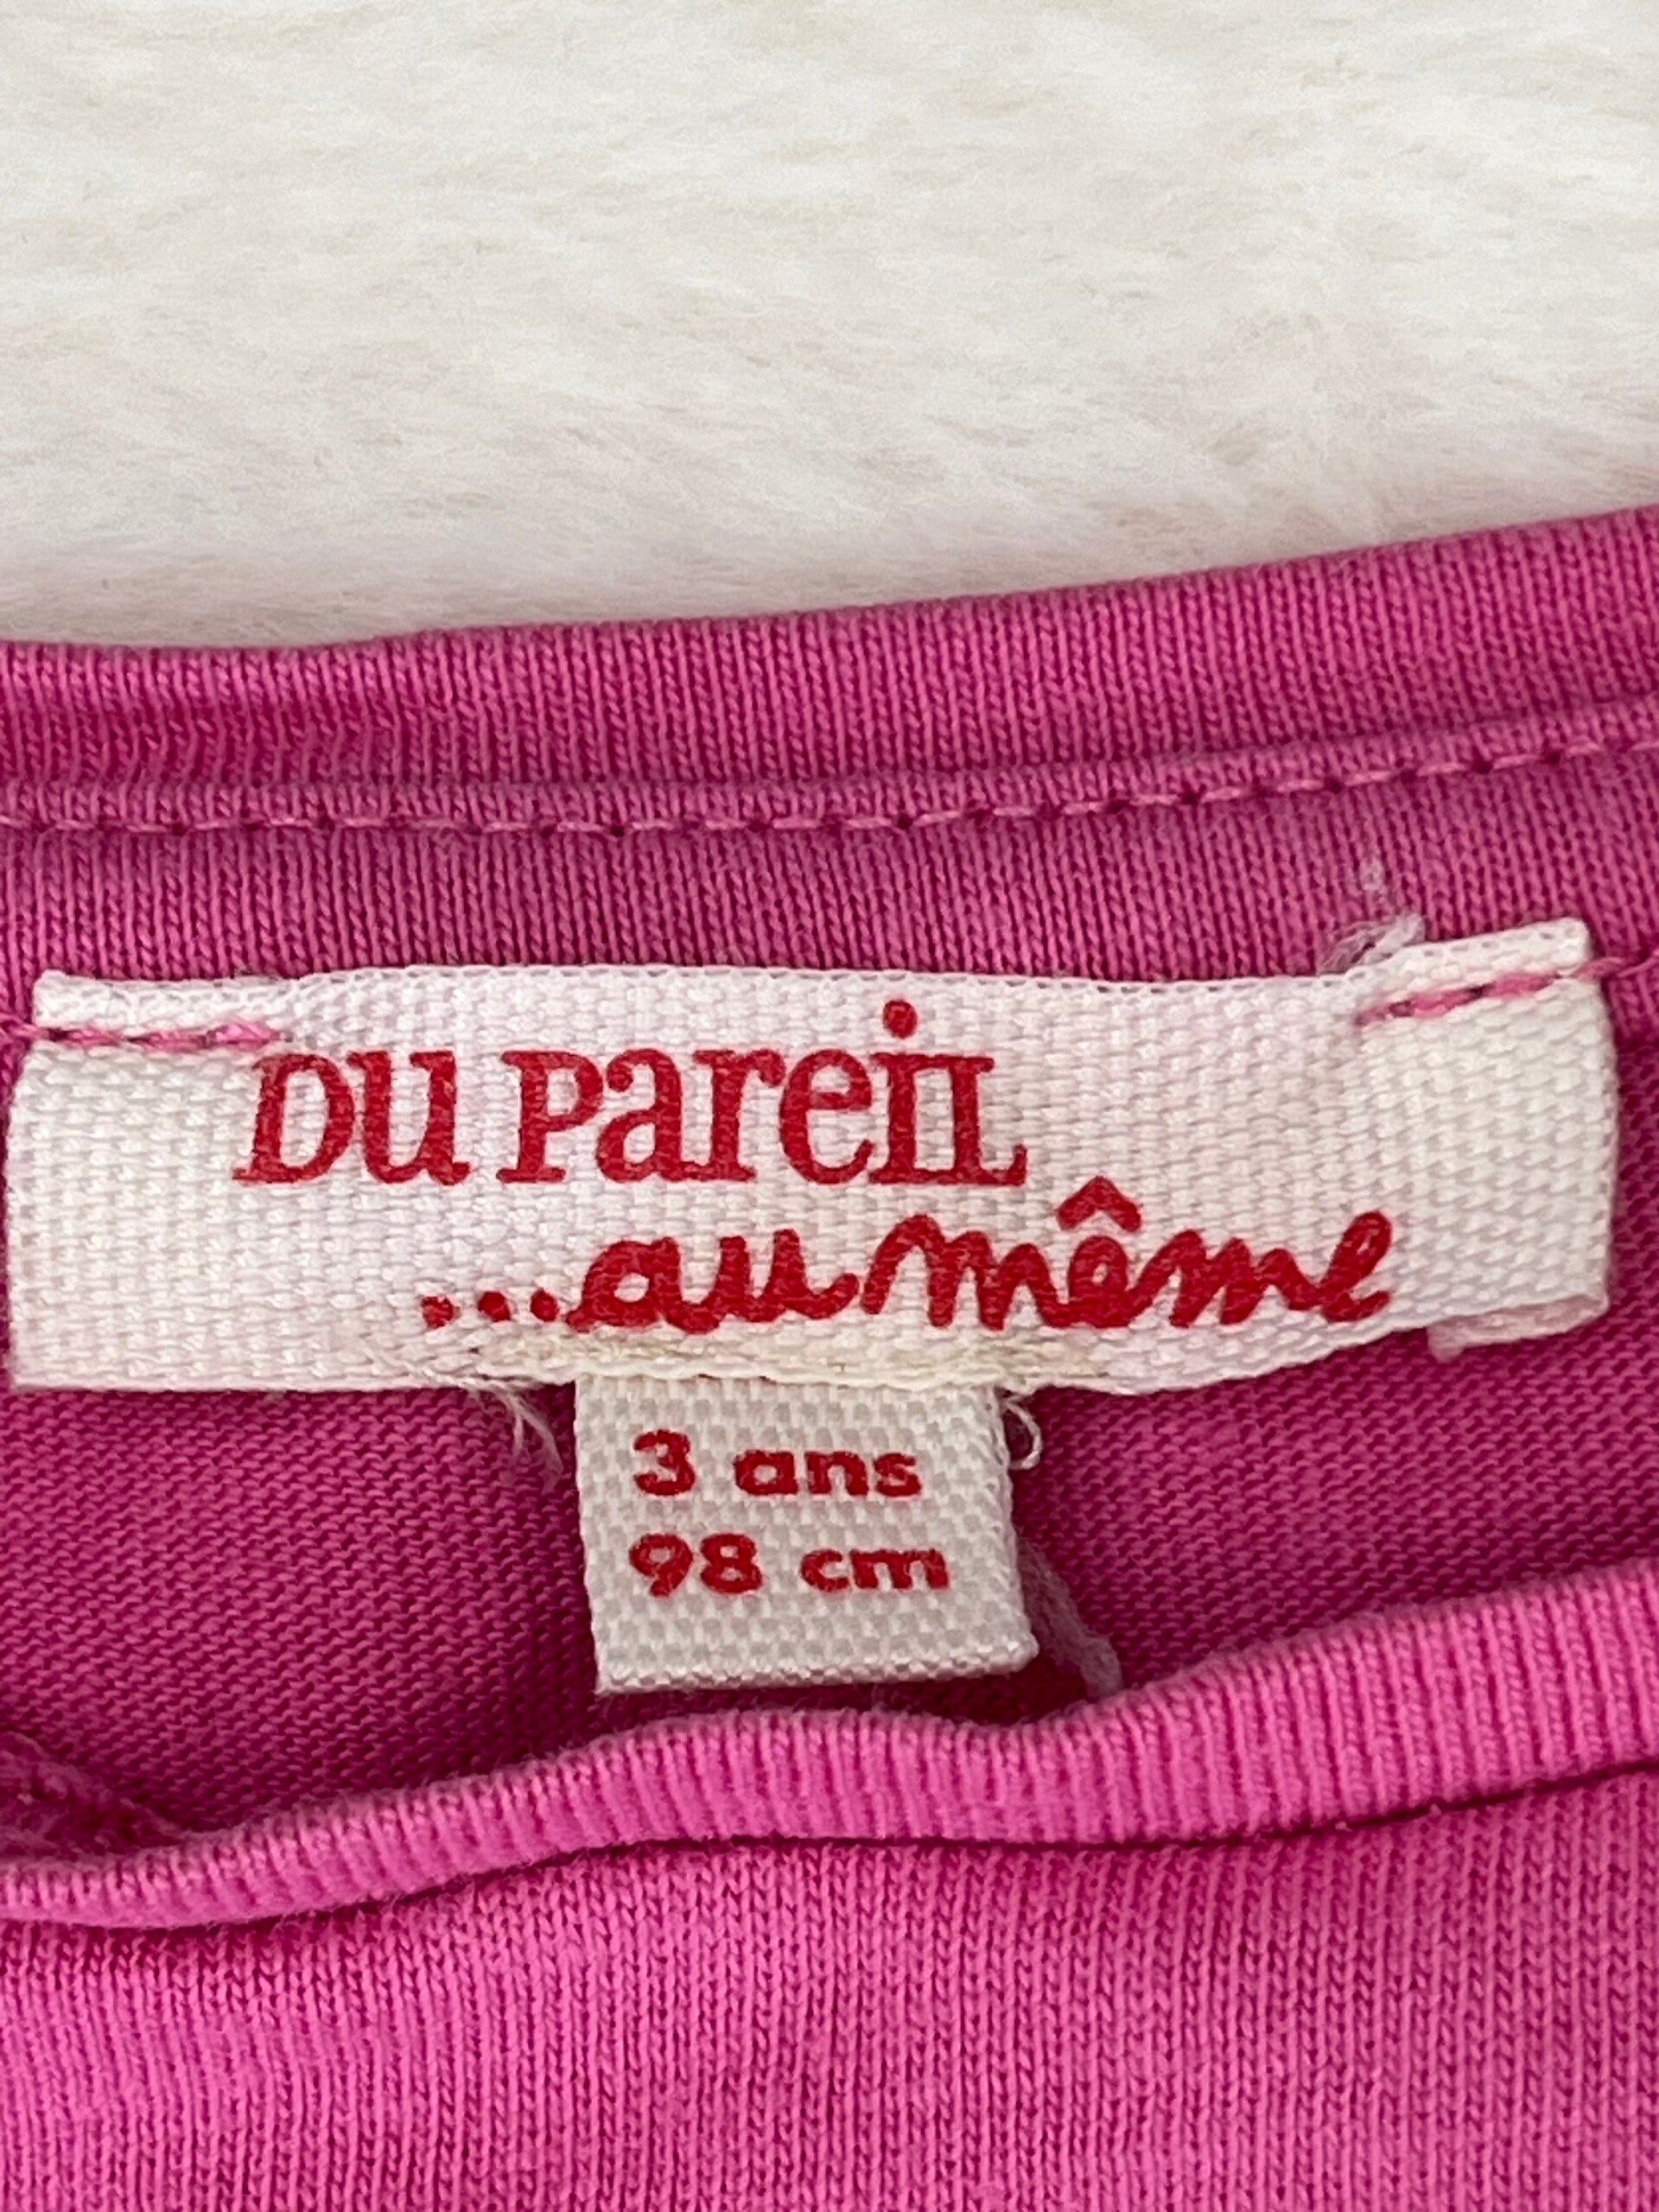 DU Pareil
...au même
3 ans
98 cm